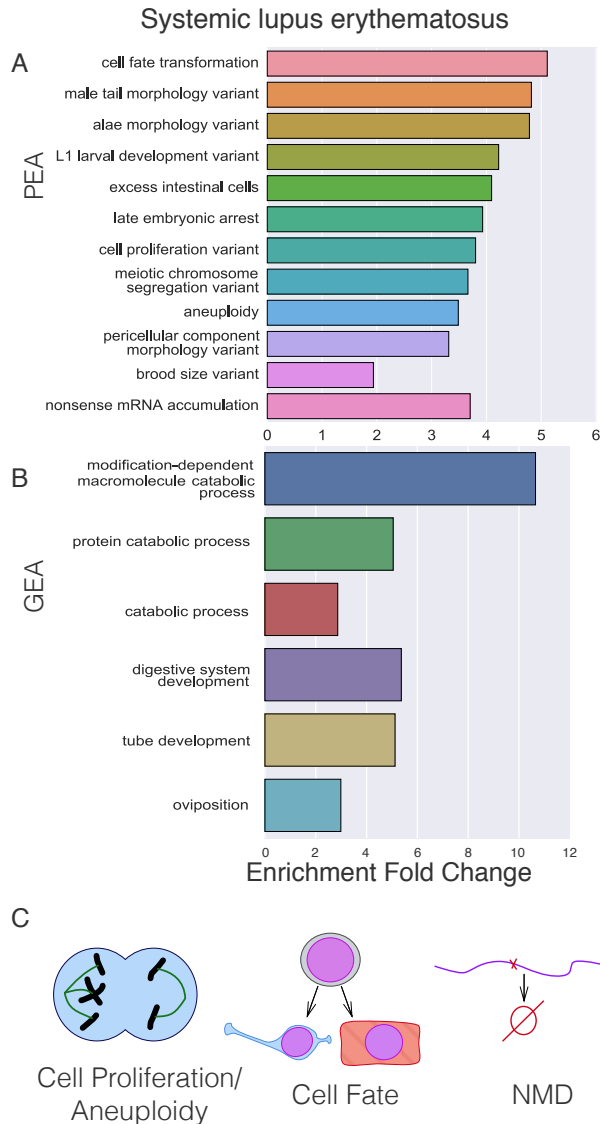 Systemic lupus erythematosus
A
PEA
cell fate transformation
male tail morphology variant
alae morphology variant
L1 larval development variant
excess intestinal cells
late embryonic arrest
cell proliferation variant
meiotic chromosome
segregation variant
aneuploidy
pericellular component
morphology variant
brood size variant
nonsense mRNA accumulation
0 1 2 3 4 5 6
B
GEA
modification-dependent
macromolecule catabolic
process
protein catabolic process
catabolic process
digestive system
development
tube development
oviposition
0 2 4 6 8 10 12
Enrichment Fold Change
C
Cell Proliferation/
Aneuploidy
Cell Fate
NMD